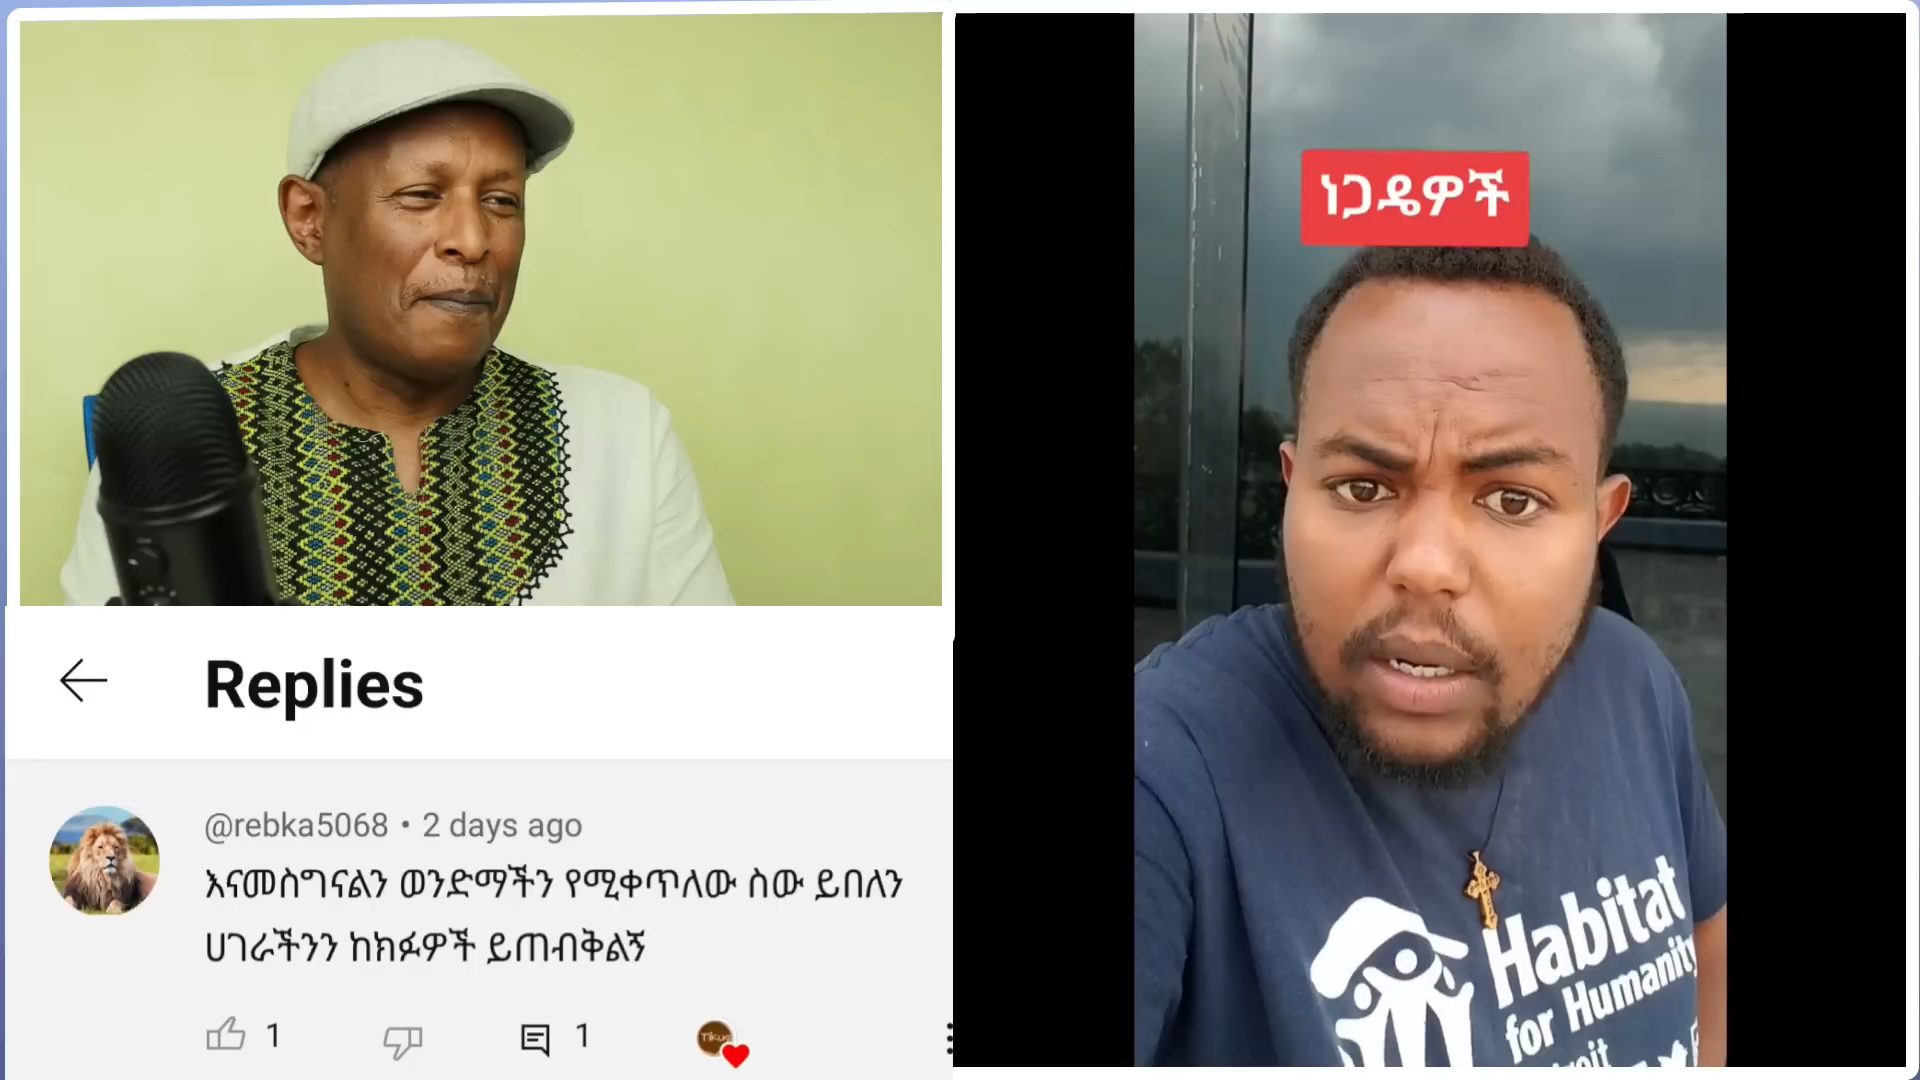 ነጋዴዎች
Replies
@rebka5068 • 2 days ago
እናመስግናልን ወንድማችን የሚቀጥለው ስው ይበለን
ሀገራችንን ከክፉዎች ይጠብቅልኝ
1
1
Habitat
for Humanity